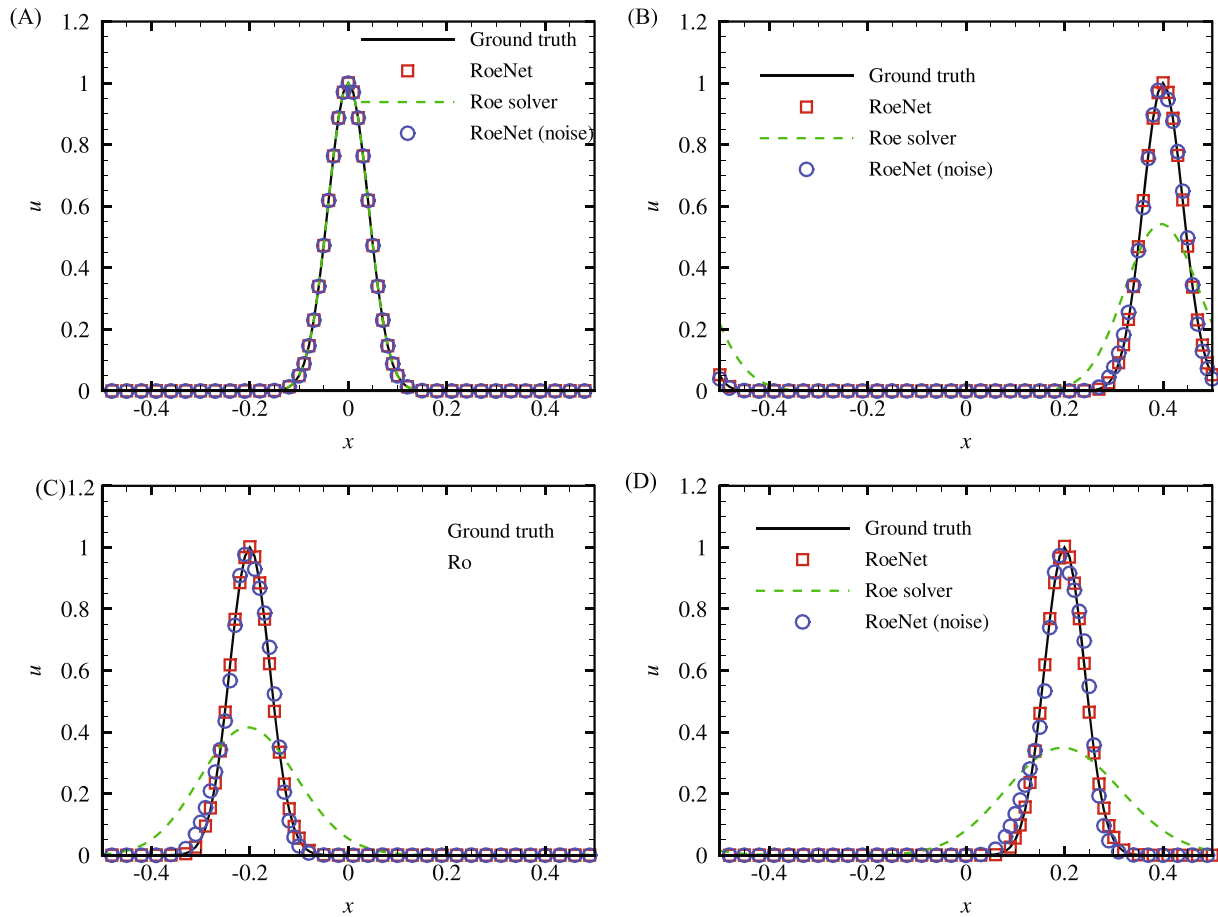 (A)
1.2
1
0.8
0.6
0.4
0.2
0
u
-0.4
-0.2
0
0.2
0.4
x
Ground truth
RoeNet
Roe solver
RoeNet (noise)
(B)
1.2
1
0.8
0.6
0.4
0.2
0
u
-0.4
-0.2
0
0.2
0.4
x
Ground truth
RoeNet
Roe solver
RoeNet (noise)
(C)
1.2
1
0.8
0.6
0.4
0.2
0
u
-0.4
-0.2
0
0.2
0.4
x
Ground truth
Ro
(D)
1.2
1
0.8
0.6
0.4
0.2
0
u
-0.4
-0.2
0
0.2
0.4
x
Ground truth
RoeNet
Roe solver
RoeNet (noise)